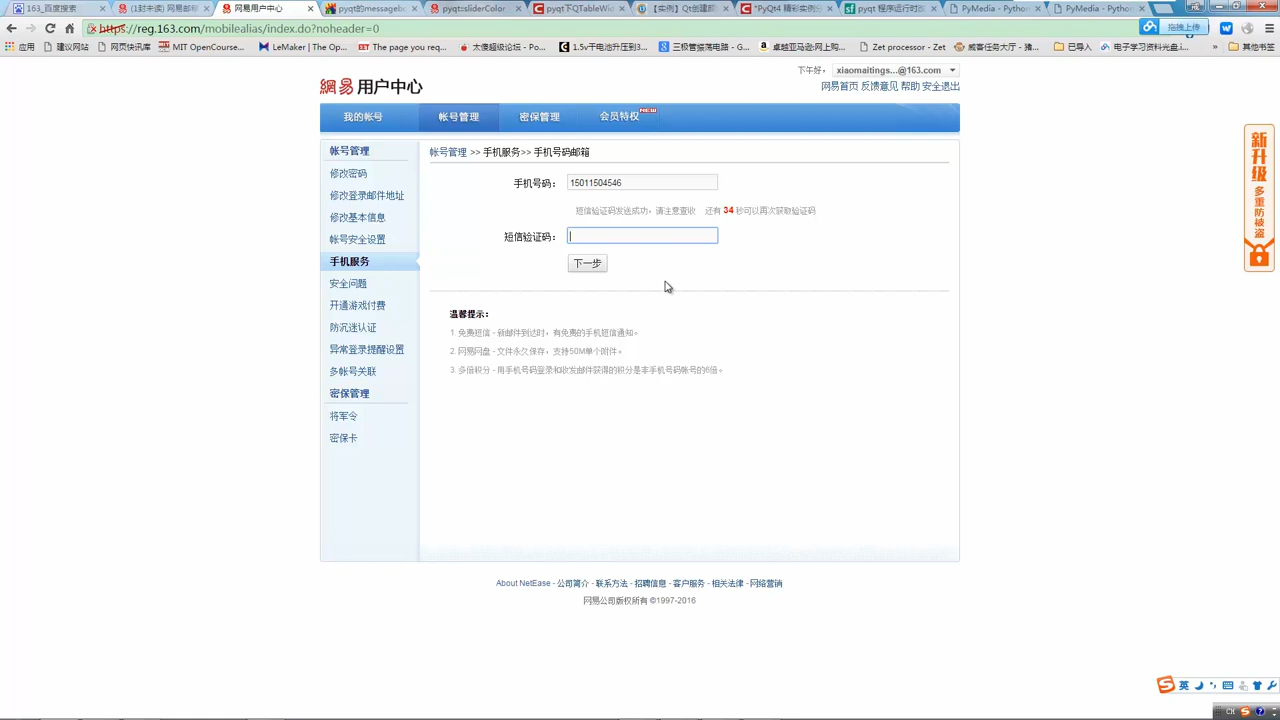 163_百度搜索
(1封未读) 网易邮箱
网易用户中心
pyqt的messagebo
pyqt:sliderColor
pyqt下QTableWid
【实例】Qt创建颜
"PyQt4 精彩实例分
pyqt 程序运行时出
PyMedia - Python
PyMedia - Python
https://reg.163.com/mobilealias/index.do?noheader=0
拖拽上传
应用
建议网站
网页快讯库
MIT OpenCourse...
LeMaker | The Op...
The page you req...
太傻超级论坛 - Po...
1.5v干电池升压到3...
三极管振荡电路 - G...
卓越亚马逊:网上购...
Zet processor - Zet
威客任务大厅 - 猪...
已导入
电子学习资料光盘.i...
»
其他书签
下午好， xiaomaitings...@163.com
網易 用户中心
网易首页 反馈意见 帮助 安全退出
我的帐号
帐号管理
密保管理
会员特权
NEW
帐号管理
修改密码
修改登录邮件地址
修改基本信息
帐号安全设置
手机服务
安全问题
开通游戏付费
防沉迷认证
异常登录提醒设置
多帐号关联
密保管理
将军令
密保卡
帐号管理 >> 手机服务>> 手机号码邮箱
手机号码： 15011504546
短信验证码发送成功，请注意查收 还有 34 秒可以再次获取验证码
短信验证码：
下一步
温馨提示：
1. 免费短信 - 新邮件到达时，有免费的手机短信通知。
2. 网易网盘 - 文件永久保存，支持50M单个附件。
3. 多倍积分 - 用手机号码登录和收发邮件获得的积分是非手机号码帐号的6倍。
新升级
多重防被盗
About NetEase - 公司简介 - 联系方法 - 招聘信息 - 客户服务 - 相关法律 - 网络营销
网易公司版权所有 ©1997-2016
英
CH